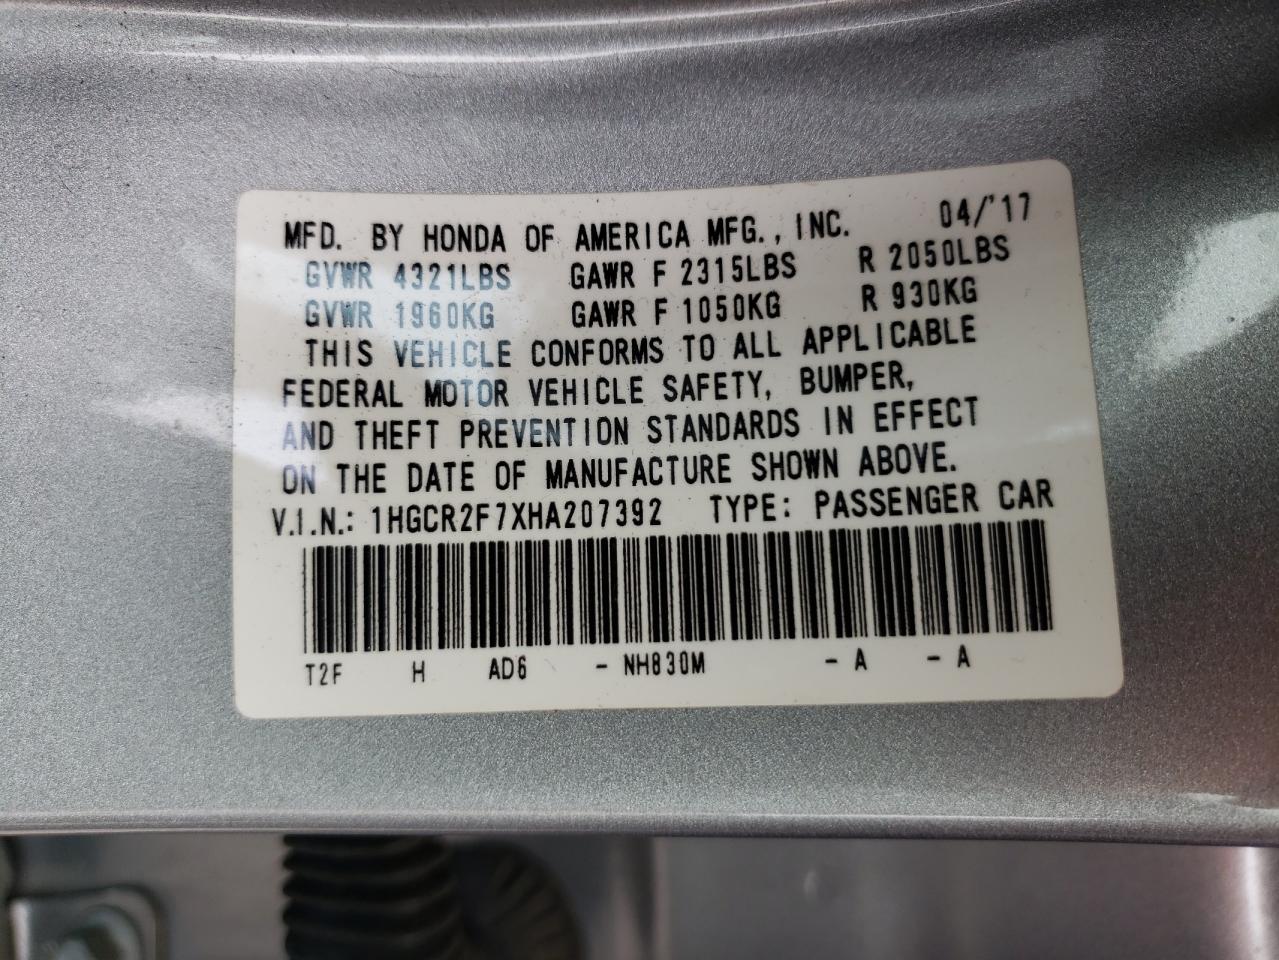 MFD. BY HONDA OF AMERICA MFG., INC. 04/'17
GVWR 4321LBS GAWR F 2315LBS R 2050LBS
GVWR 1960KG GAWR F 1050KG R 930KG
THIS VEHICLE CONFORMS TO ALL APPLICABLE
FEDERAL MOTOR VEHICLE SAFETY, BUMPER,
AND THEFT PREVENTION STANDARDS IN EFFECT
ON THE DATE OF MANUFACTURE SHOWN ABOVE.
V.I.N.: 1HGCR2F7XHA207392 TYPE: PASSENGER CAR
T2F H AD6 - NH830M - A - A